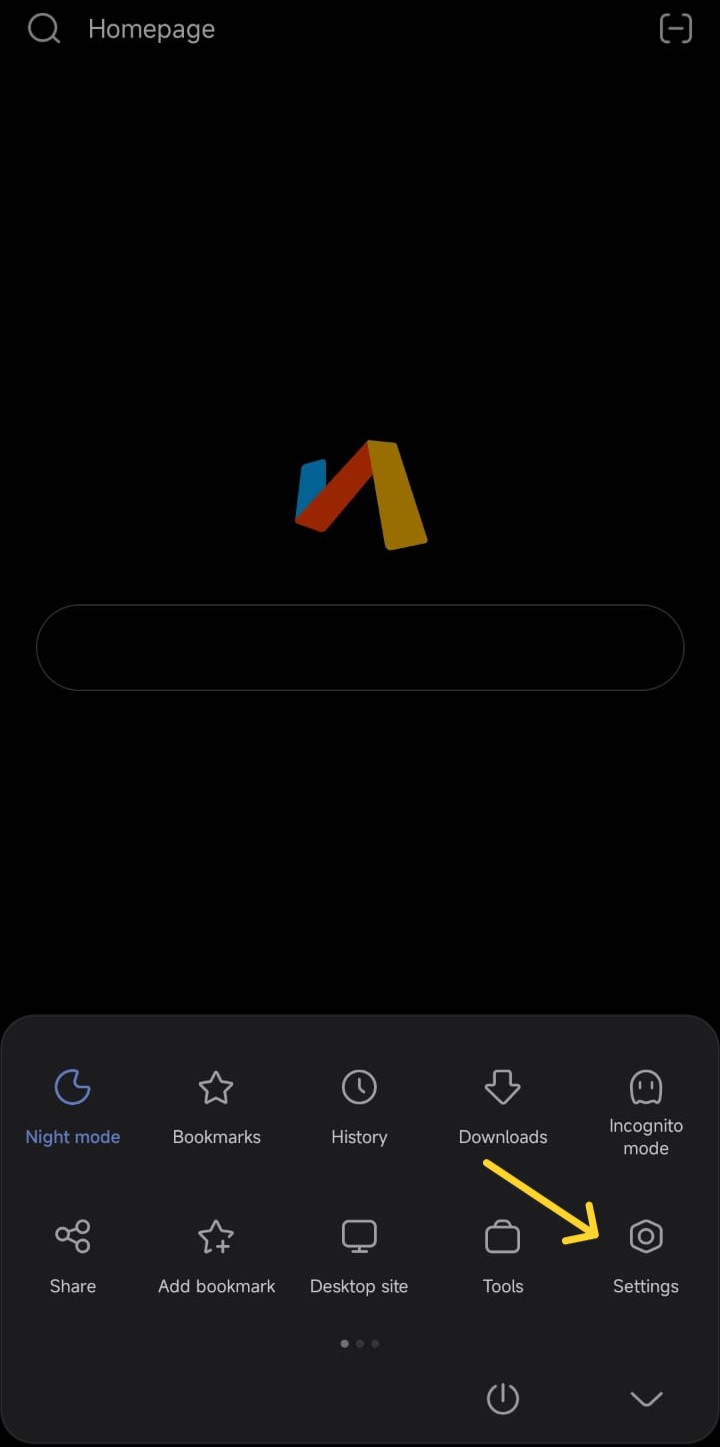 Homepage
Night mode
Bookmarks
History
Downloads
Incognito
mode
Share
Add bookmark
Desktop site
Tools
Settings